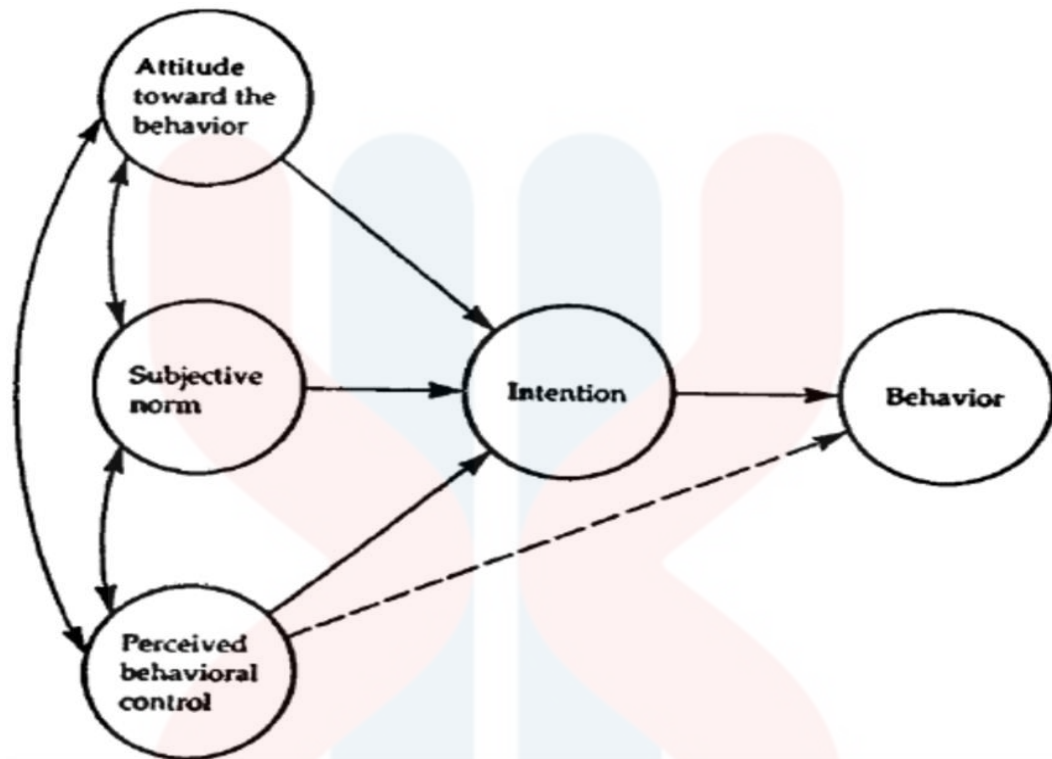 Attitude
toward the
behavior
Subjective
norm
Intention
Behavior
Perceived
behavioral
control